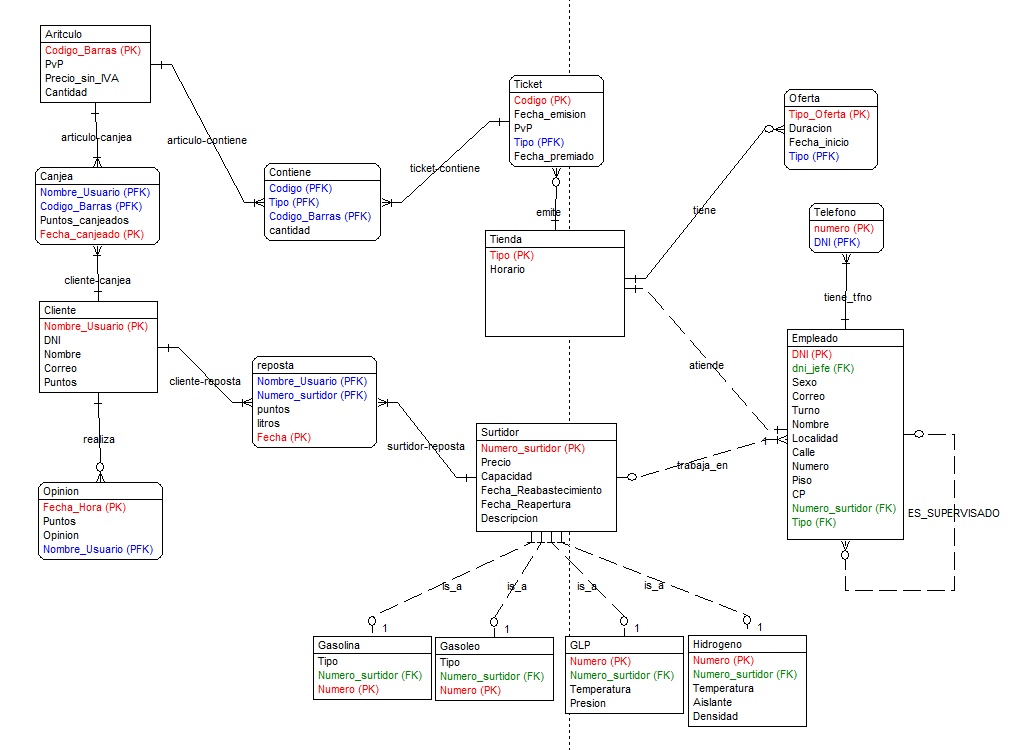 Aritculo
Codigo_Barras (PK)
PvP
Precio_sin_IVA
Cantidad
articulo-canjea
articulo-contiene
Canjea
Nombre_Usuario (PFK)
Codigo_Barras (PFK)
Puntos_canjeados
Fecha_canjeado (PK)
cliente-canjea
Contiene
Codigo (PFK)
Tipo (PFK)
Codigo_Barras (PFK)
cantidad
ticket-contiene
Ticket
Codigo (PK)
Fecha_emision
PvP
Tipo (PFK)
Fecha_premiado
emite
Tienda
Tipo (PK)
Horario
tiene
Oferta
Tipo_Oferta (PK)
Duracion
Fecha_inicio
Tipo (PFK)
Telefono
numero (PK)
DNI (PFK)
tiene_tfno
atiende
Cliente
Nombre_Usuario (PK)
DNI
Nombre
Correo
Puntos
cliente-reposta
realiza
reposta
Nombre_Usuario (PFK)
Numero_surtidor (PFK)
puntos
litros
Fecha (PK)
surtidor-reposta
Opinion
Fecha_Hora (PK)
Puntos
Opinion
Nombre_Usuario (PFK)
Surtidor
Numero_surtidor (PK)
Precio
Capacidad
Fecha_Reabastecimiento
Fecha_Reapertura
Descripcion
trabaja_en
Empleado
DNI (PK)
dni_jefe (FK)
Sexo
Correo
Turno
Nombre
Localidad
Calle
Numero
Piso
CP
Numero_surtidor (FK)
Tipo (FK)
ES_SUPERVISADO
is_a
is_a
is_a
is_a
1
1
1
1
Gasolina
Tipo
Numero_surtidor (FK)
Numero (PK)
Gasoleo
Tipo
Numero_surtidor (FK)
Numero (PK)
GLP
Numero (PK)
Numero_surtidor (FK)
Temperatura
Presion
Hidrogeno
Numero (PK)
Numero_surtidor (FK)
Temperatura
Aislante
Densidad